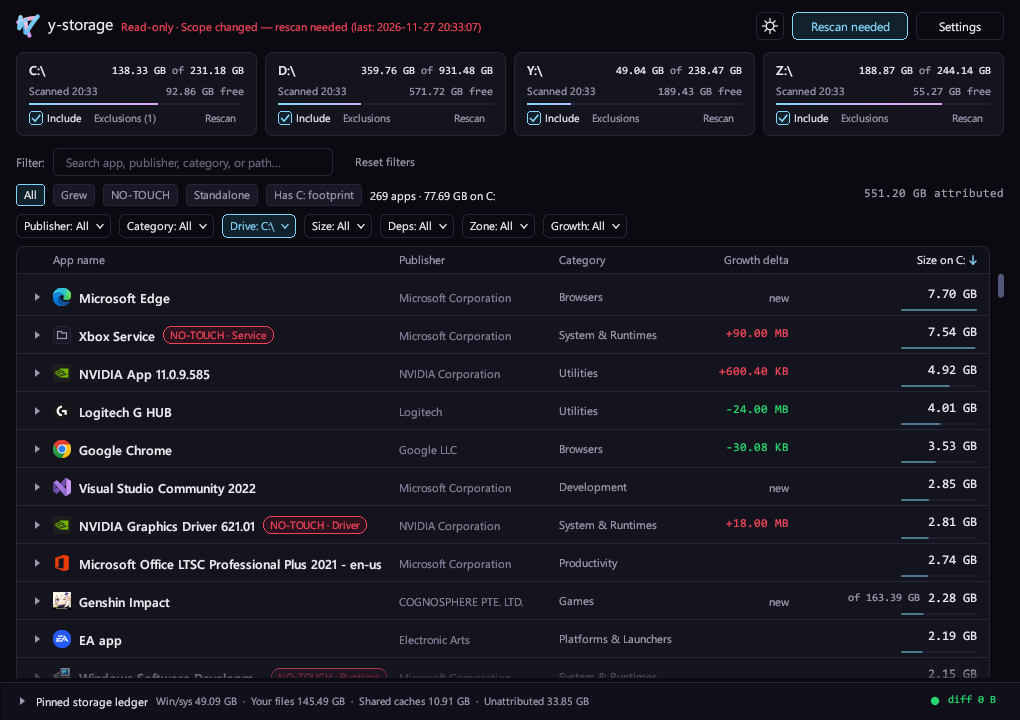 y-storage Read-only · Scope changed — rescan needed (last: 2026-11-27 20:33:07) Rescan needed Settings
C:\ 138.33 GB of 231.18 GB
Scanned 20:33 92.86 GB free
Include Exclusions (1) Rescan
D:\ 359.76 GB of 931.48 GB
Scanned 20:33 571.72 GB free
Include Exclusions Rescan
Y:\ 49.04 GB of 238.47 GB
Scanned 20:33 189.43 GB free
Include Exclusions Rescan
Z:\ 188.87 GB of 244.14 GB
Scanned 20:33 55.27 GB free
Include Exclusions Rescan
Filter: Search app, publisher, category, or path... Reset filters
All Grew NO-TOUCH Standalone Has C: footprint 269 apps · 77.69 GB on C: 551.20 GB attributed
Publisher: All Category: All Drive: C:\ Size: All Deps: All Zone: All Growth: All
App name Publisher Category Growth delta Size on C:
Microsoft Edge Microsoft Corporation Browsers new 7.70 GB
Xbox Service NO-TOUCH · Service Microsoft Corporation System & Runtimes +90.00 MB 7.54 GB
NVIDIA App 11.0.9.585 NVIDIA Corporation Utilities +600.40 KB 4.92 GB
Logitech G HUB Logitech Utilities -24.00 MB 4.01 GB
Google Chrome Google LLC Browsers -30.08 KB 3.53 GB
Visual Studio Community 2022 Microsoft Corporation Development new 2.85 GB
NVIDIA Graphics Driver 621.01 NO-TOUCH · Driver NVIDIA Corporation System & Runtimes +18.00 MB 2.81 GB
Microsoft Office LTSC Professional Plus 2021 - en-us Microsoft Corporation Productivity 2.74 GB
Genshin Impact COGNOSPHERE PTE. LTD. Games new of 163.39 GB 2.28 GB
EA app Electronic Arts Platforms & Launchers 2.19 GB
Windows Software Developm NO-TOUCH · Runtime Microsoft Corporation System & Runtimes 2.15 GB
Pinned storage ledger Win/sys 49.09 GB · Your files 145.49 GB · Shared caches 10.91 GB · Unattributed 33.85 GB diff 0 B